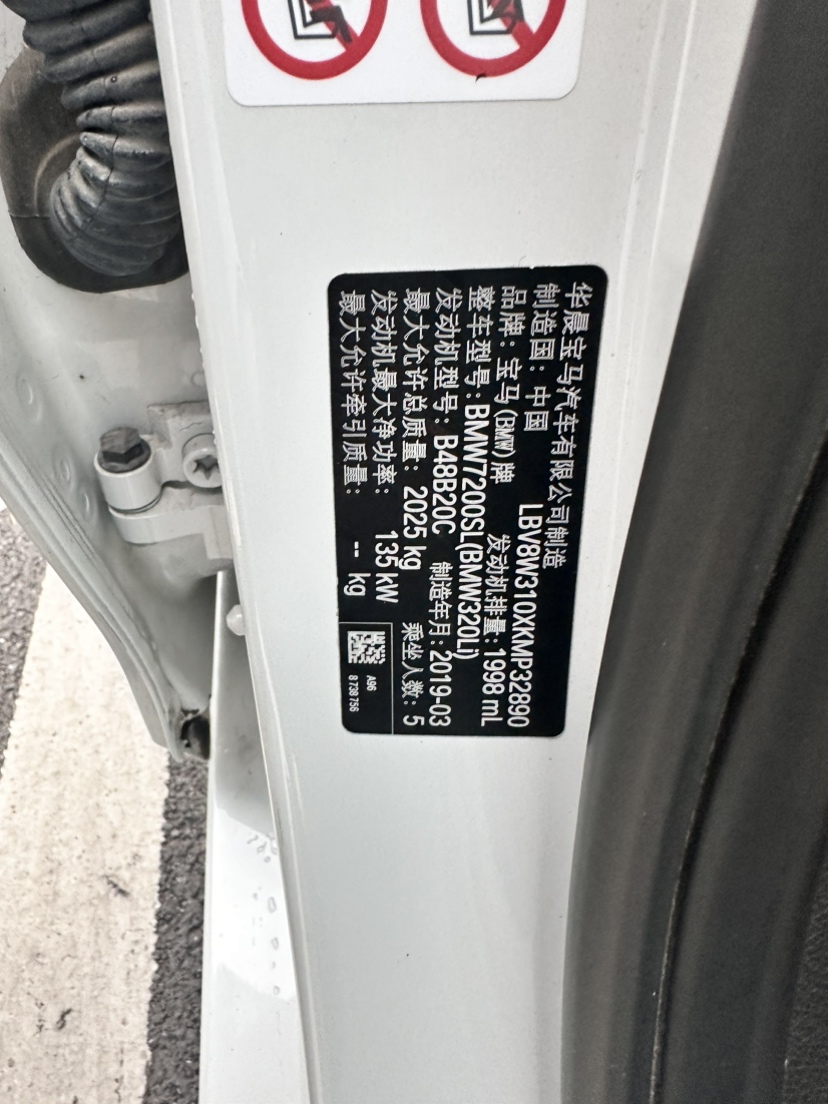 华晨宝马汽车有限公司制造
制造国：中国 LBV8W310XKMP32890
品牌：宝马(BMW)牌 发动机排量：1998 mL
整车型号：BMW7200SL(BMW320Li)
发动机型号：B48B20C 制造年月：2019-03
最大允许总质量：2025 kg 乘坐人数：5
发动机最大净功率：135 kW
最大允许牵引质量：-- kg
A96
8 738 756